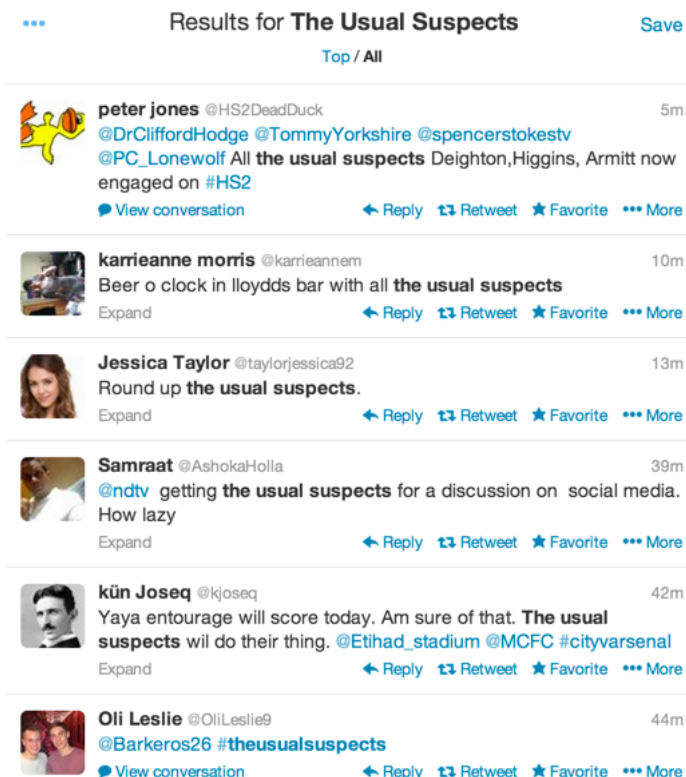 Results for The Usual Suspects
Save
Top / All
peter jones @HS2DeadDuck 5m
@DrCliffordHodge @TommyYorkshire @spencerstokestv
@PC_Lonewolf All the usual suspects Deighton,Higgins, Armitt now
engaged on #HS2
View conversation Reply Retweet Favorite More
karrieanne morris @karrieannem 10m
Beer o clock in lloydds bar with all the usual suspects
Expand Reply Retweet Favorite More
Jessica Taylor @taylorjessica92 13m
Round up the usual suspects.
Expand Reply Retweet Favorite More
Samraat @AshokaHolla 39m
@ndtv getting the usual suspects for a discussion on social media.
How lazy
Expand Reply Retweet Favorite More
kün Joseq @kjoseq 42m
Yaya entourage will score today. Am sure of that. The usual
suspects wil do their thing. @Etihad_stadium @MCFC #cityvarsenal
Expand Reply Retweet Favorite More
Oli Leslie @OliLeslie9 44m
@Barkeros26 #theusualsuspects
View conversation Reply Retweet Favorite More